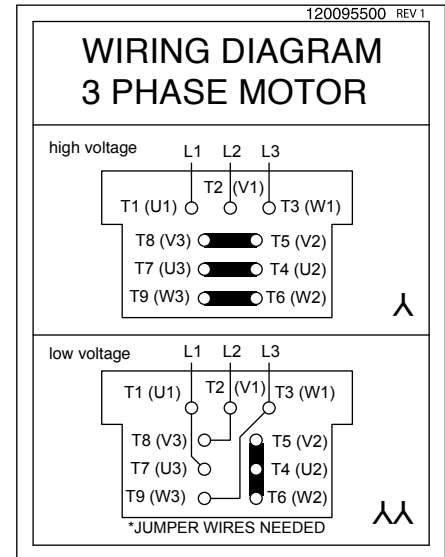 120095500 REV 1
WIRING DIAGRAM
3 PHASE MOTOR
high voltage L1 L2 L3
T2 (V1)
T1 (U1) T3 (W1)
T8 (V3) T5 (V2)
T7 (U3) T4 (U2)
T9 (W3) T6 (W2)
low voltage L1 L2 L3
T1 (U1) T2 (V1) T3 (W1)
T8 (V3) T5 (V2)
T7 (U3) T4 (U2)
T9 (W3) T6 (W2)
*JUMPER WIRES NEEDED